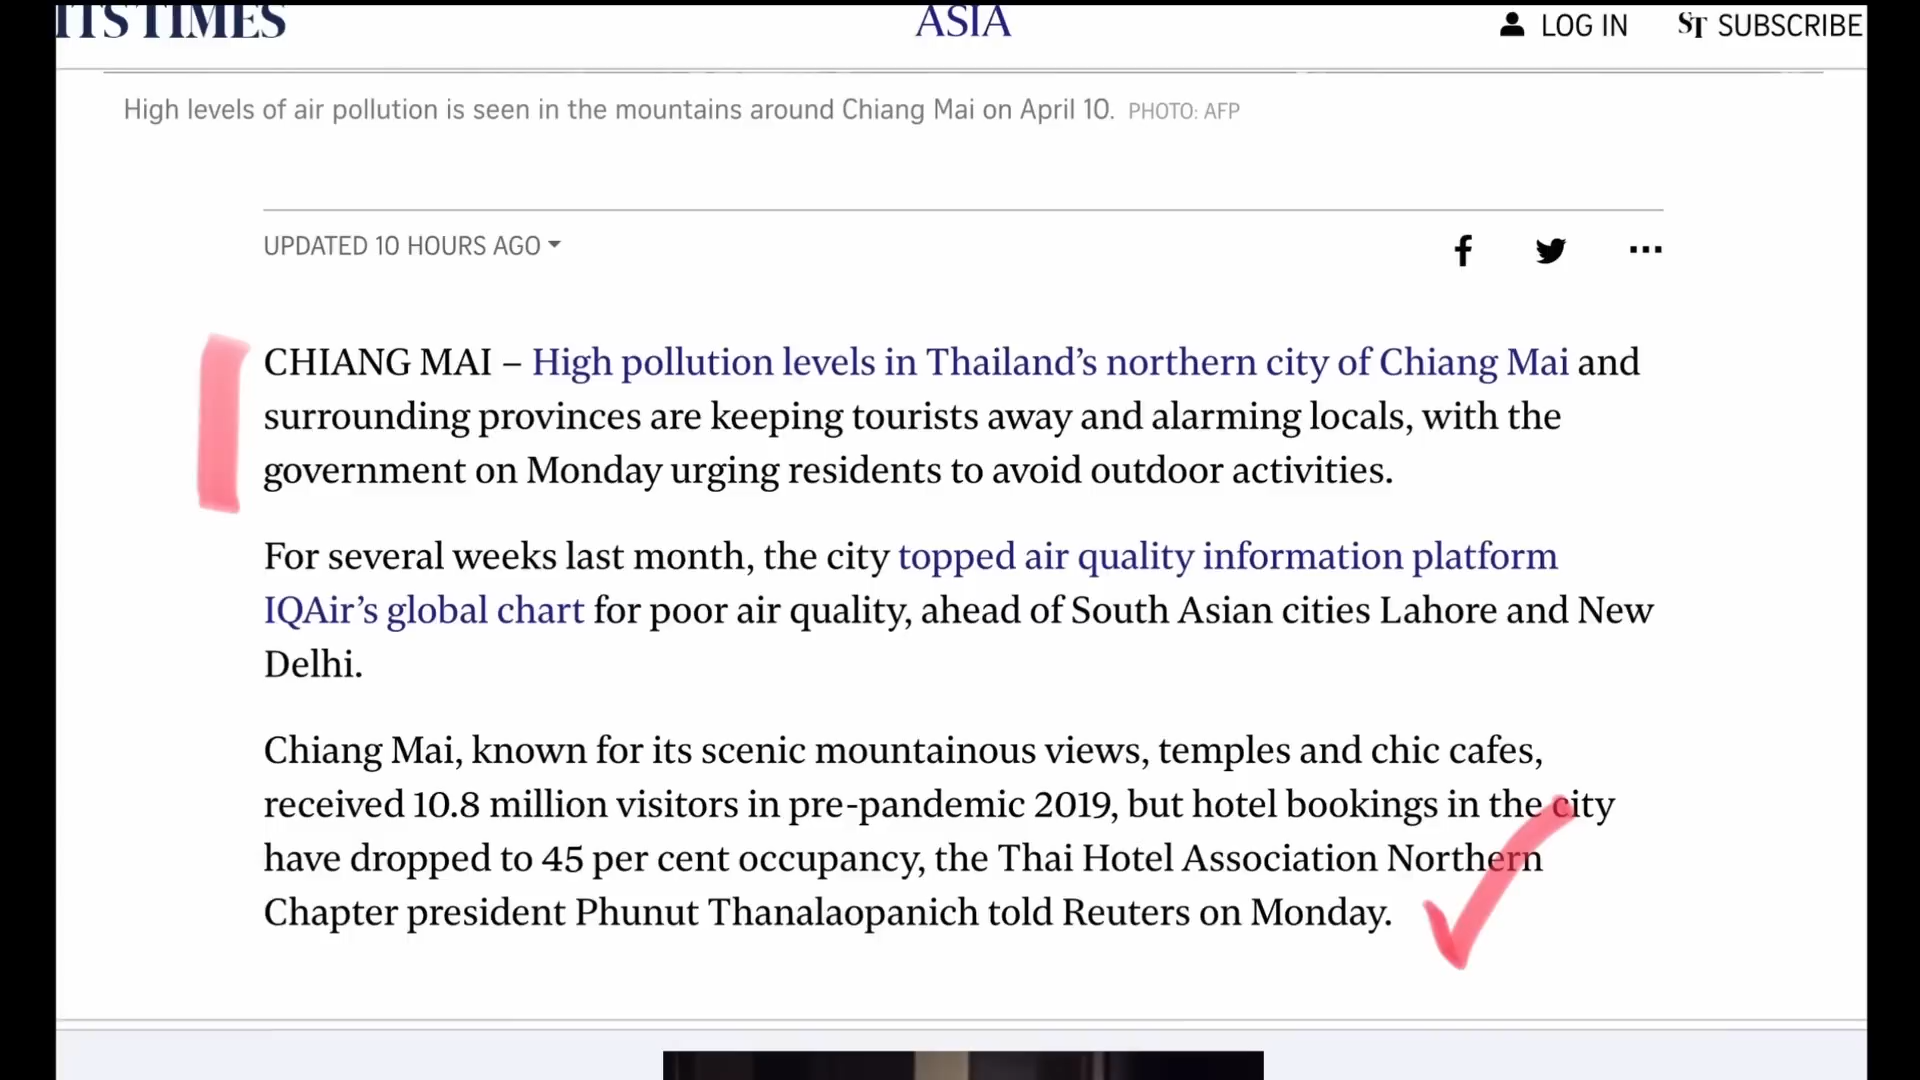 ITS TIMES
ASIA
LOG IN
ST SUBSCRIBE
High levels of air pollution is seen in the mountains around Chiang Mai on April 10. PHOTO: AFP
UPDATED 10 HOURS AGO
CHIANG MAI – High pollution levels in Thailand’s northern city of Chiang Mai and
surrounding provinces are keeping tourists away and alarming locals, with the
government on Monday urging residents to avoid outdoor activities.
For several weeks last month, the city topped air quality information platform
IQAir’s global chart for poor air quality, ahead of South Asian cities Lahore and New
Delhi.
Chiang Mai, known for its scenic mountainous views, temples and chic cafes,
received 10.8 million visitors in pre-pandemic 2019, but hotel bookings in the city
have dropped to 45 per cent occupancy, the Thai Hotel Association Northern
Chapter president Phunut Thanalaopanich told Reuters on Monday.